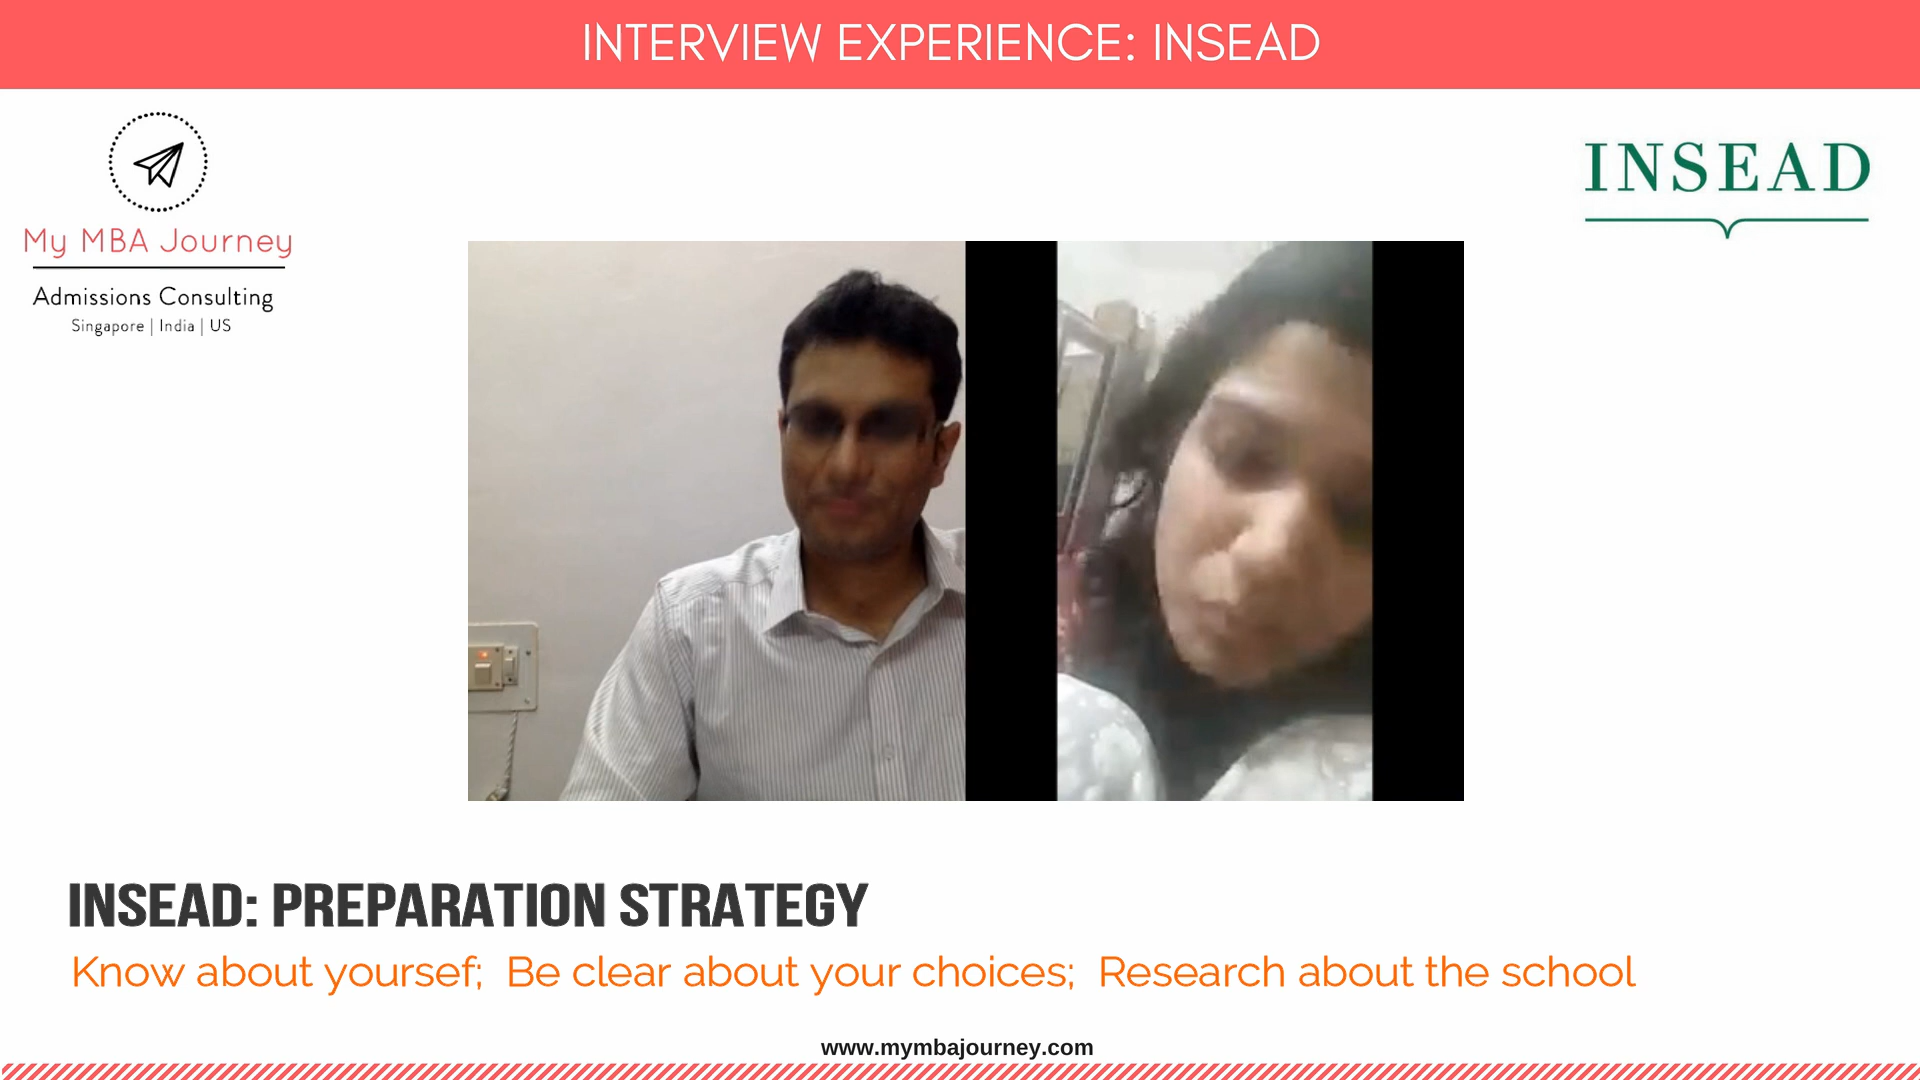 INTERVIEW EXPERIENCE: INSEAD
My MBA Journey
Admissions Consulting
Singapore | India | US
INSEAD
INSEAD: PREPARATION STRATEGY
Know about yoursef; Be clear about your choices; Research about the school
www.mymbajourney.com